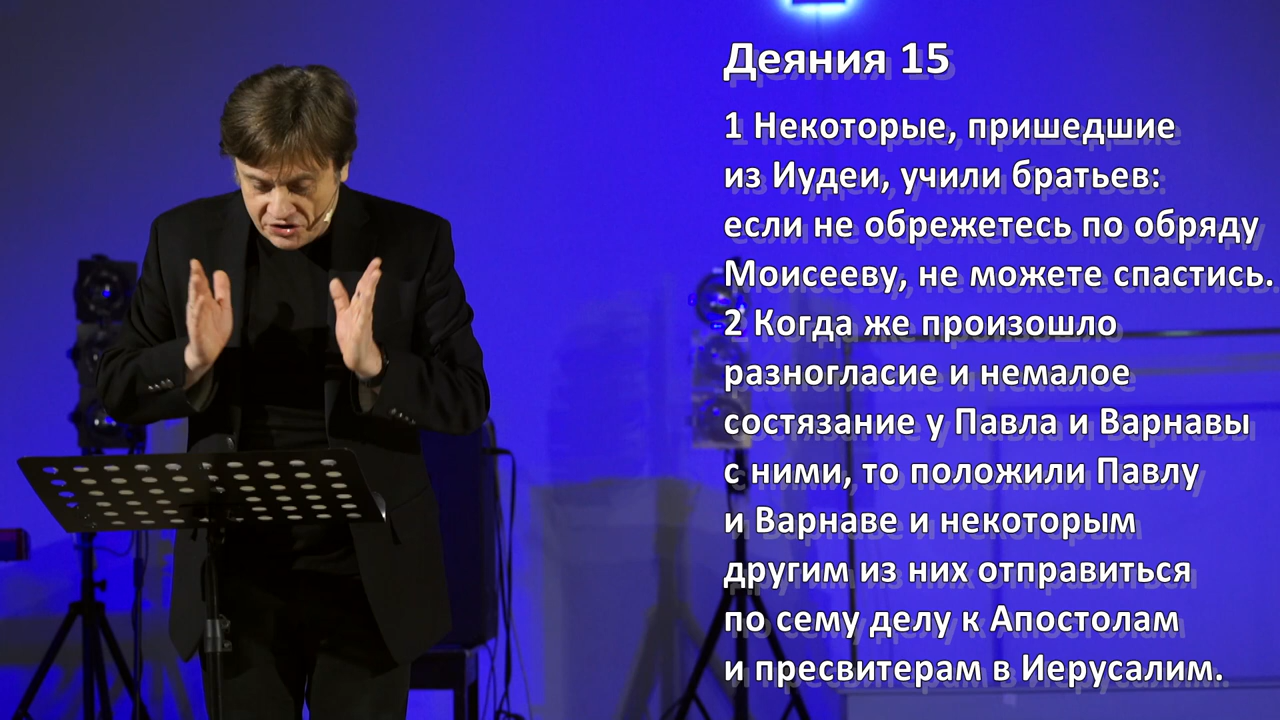 Деяния 15
1 Некоторые, пришедшие
из Иудеи, учили братьев:
если не обрежетесь по обряду
Моисееву, не можете спастись.
2 Когда же произошло
разногласие и немалое
состязание у Павла и Варнавы
с ними, то положили Павлу
и Варнаве и некоторым
другим из них отправиться
по сему делу к Апостолам
и пресвитерам в Иерусалим.